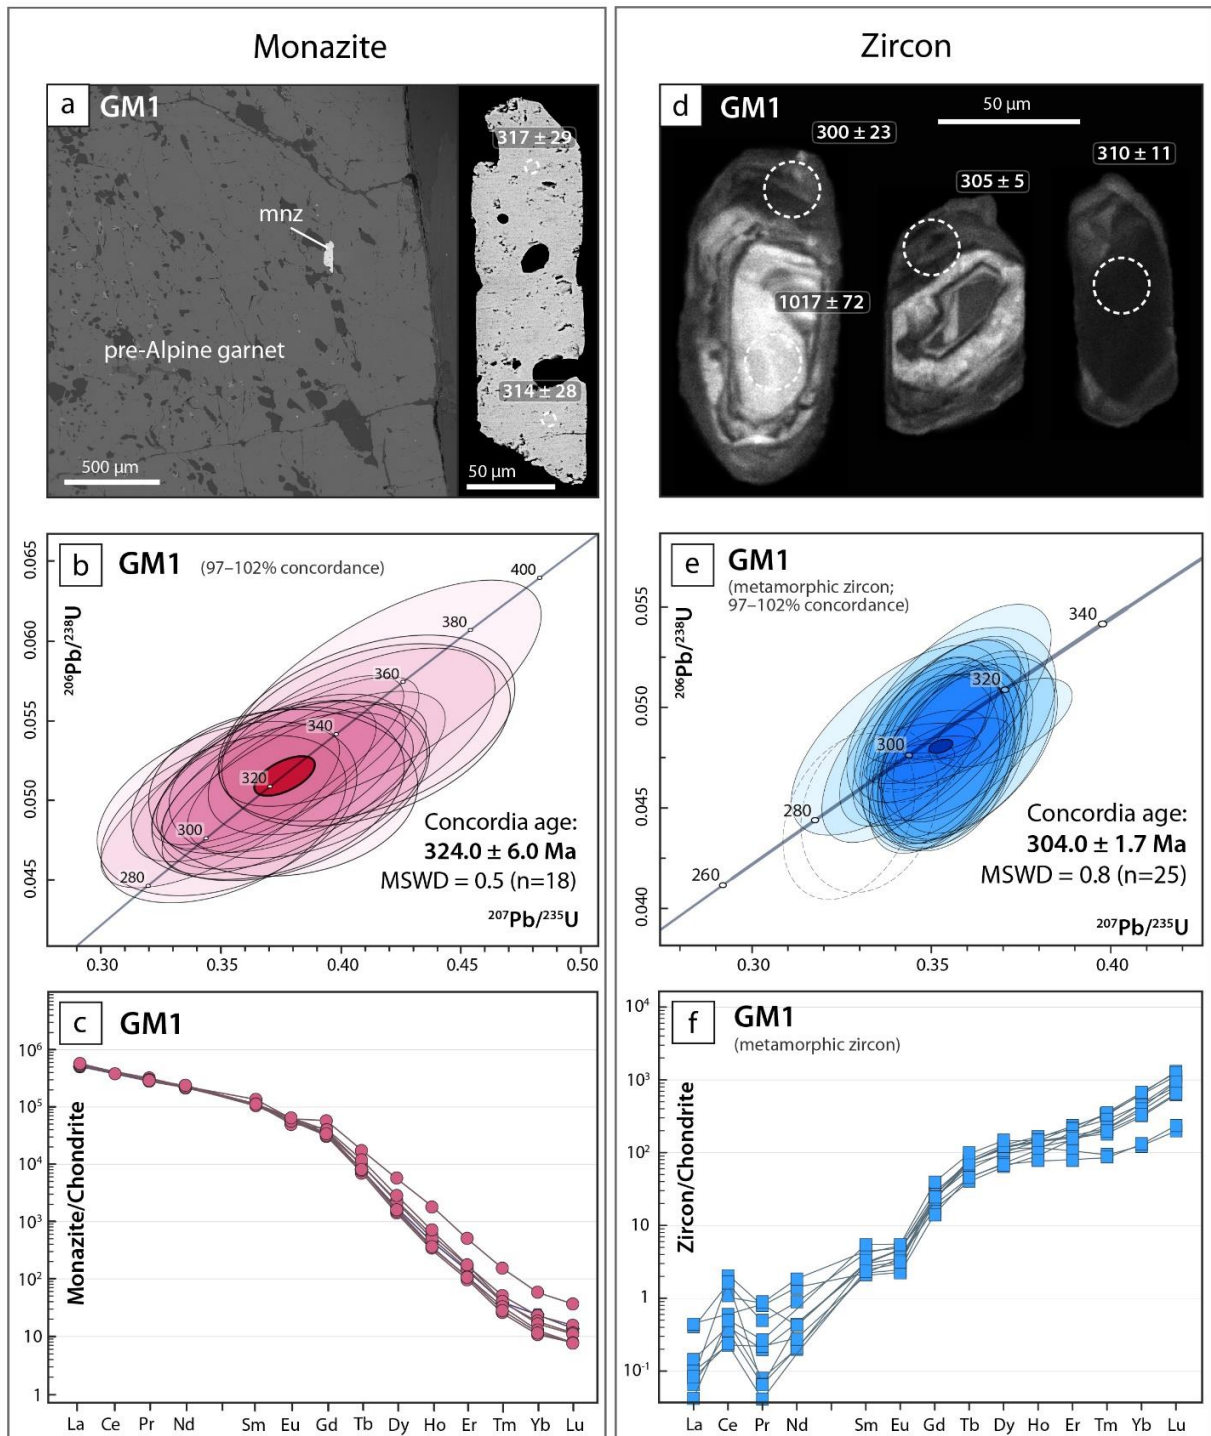 Monazite
a GM1
317 ± 29
mnz
pre-Alpine garnet
314 ± 28
500 µm
50 µm
b GM1 (97–102% concordance)
0.065
0.060
0.055
0.050
0.045
²⁰⁶Pb/²³⁸U
400
380
360
340
320
300
280
Concordia age:
324.0 ± 6.0 Ma
MSWD = 0.5 (n=18)
²⁰⁷Pb/²³⁵U
0.30 0.35 0.40 0.45 0.50
c GM1
Monazite/Chondrite
10⁶
10⁵
10⁴
10³
10²
10
1
La Ce Pr Nd Sm Eu Gd Tb Dy Ho Er Tm Yb Lu
Zircon
d GM1
50 µm
300 ± 23
310 ± 11
305 ± 5
1017 ± 72
e GM1
(metamorphic zircon;
97–102% concordance)
0.055
0.050
0.045
0.040
²⁰⁶Pb/²³⁸U
340
320
300
280
260
Concordia age:
304.0 ± 1.7 Ma
MSWD = 0.8 (n=25)
²⁰⁷Pb/²³⁵U
0.30 0.35 0.40
f GM1
(metamorphic zircon)
Zircon/Chondrite
10⁴
10³
10²
10
1
10⁻¹
La Ce Pr Nd Sm Eu Gd Tb Dy Ho Er Tm Yb Lu